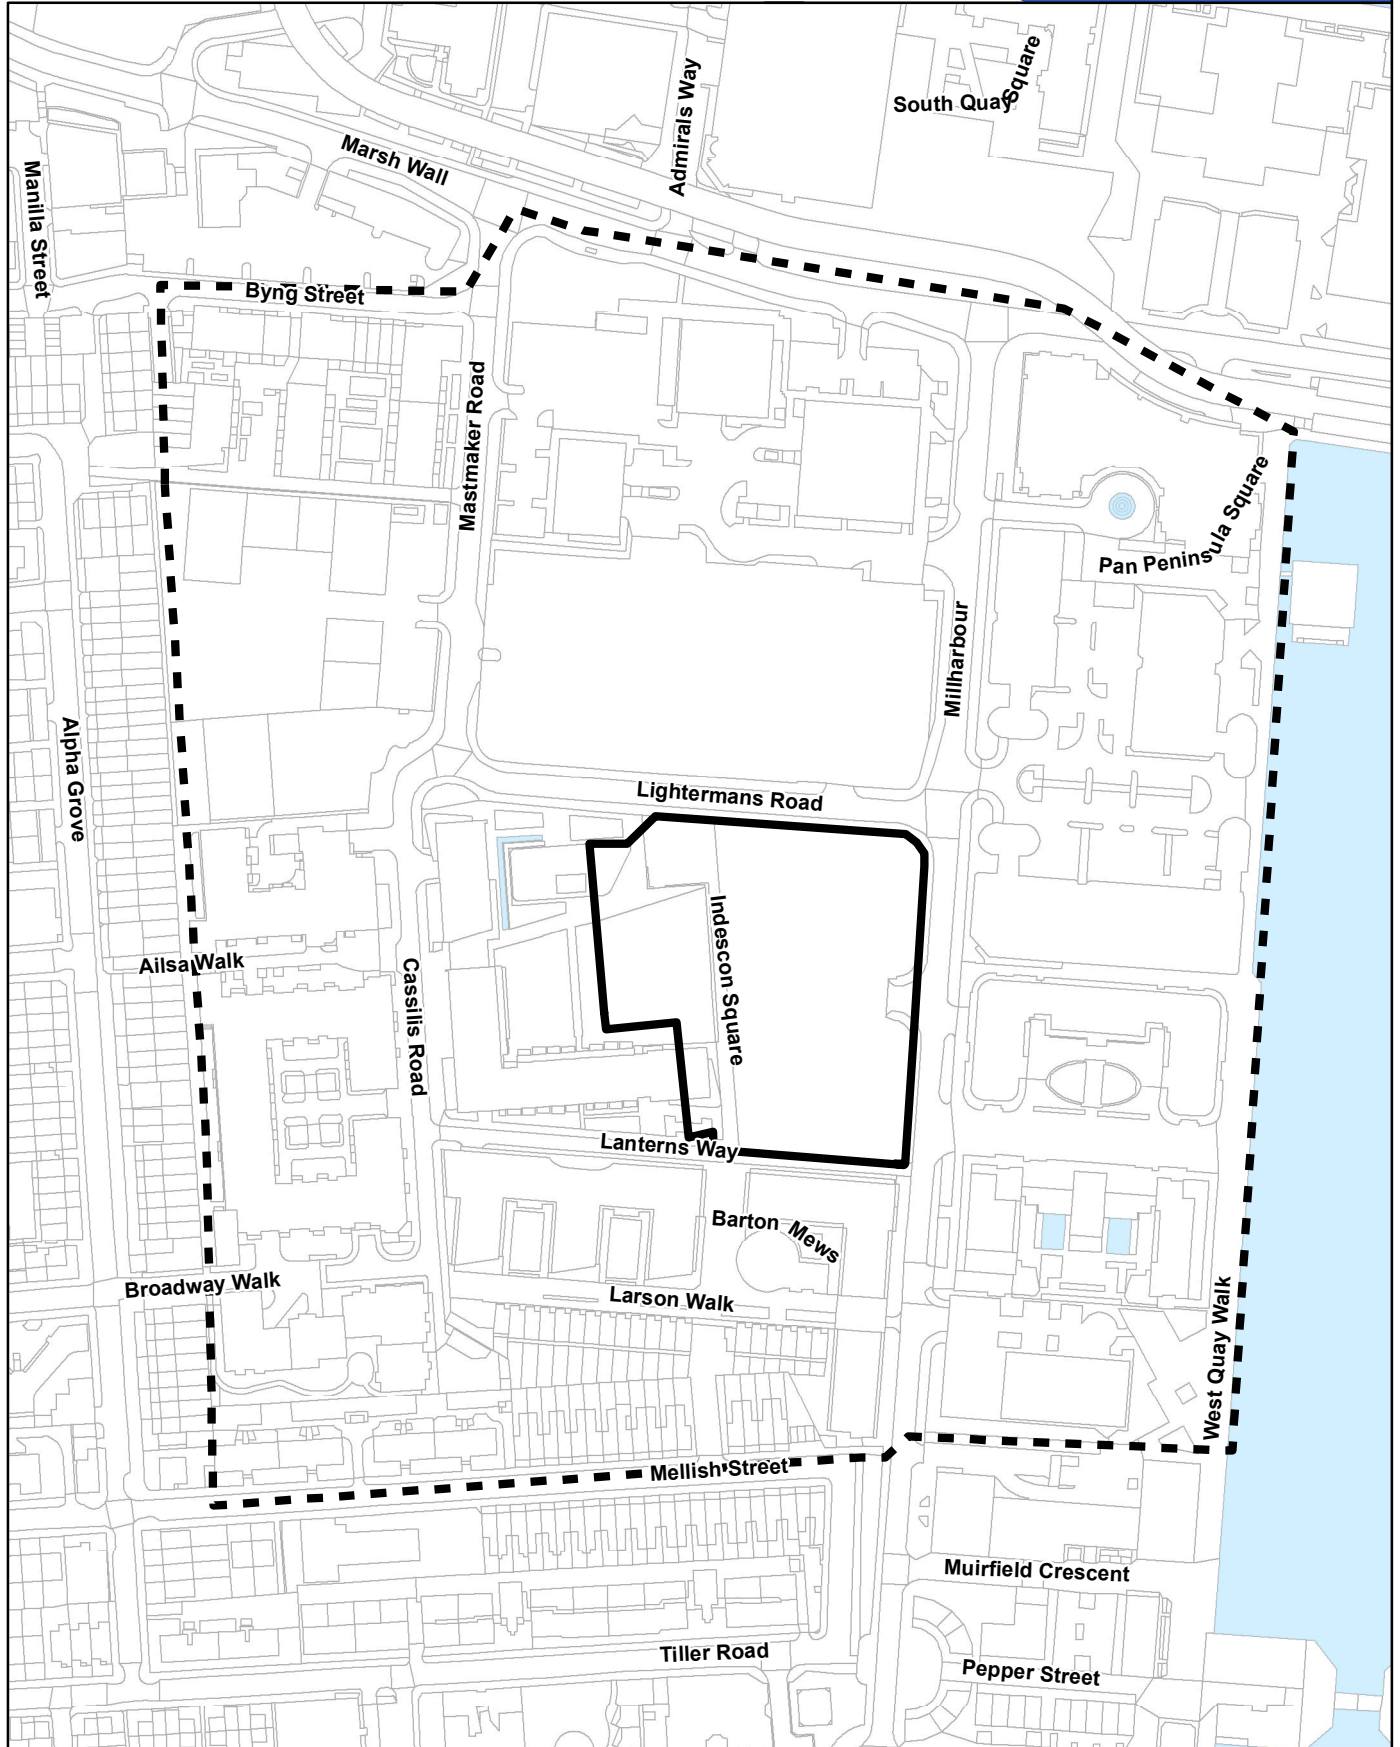 South Quay Square
Admirals Way
Marsh Wall
Manilla Street
Byng Street
Mastmaker Road
Pan Peninsula Square
Millharbour
Alpha Grove
Lightermans Road
Indescon Square
Ailsa Walk
Cassilis Road
Lanterns Way
Barton Mews
Broadway Walk
Larson Walk
West Quay Walk
Mellish Street
Muirfield Crescent
Tiller Road
Pepper Street